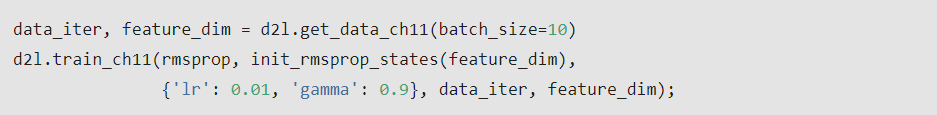 data_iter, feature_dim = d2l.get_data_ch11(batch_size=10)
d2l.train_ch11(rmsprop, init_rmsprop_states(feature_dim),
{'lr': 0.01, 'gamma': 0.9}, data_iter, feature_dim);